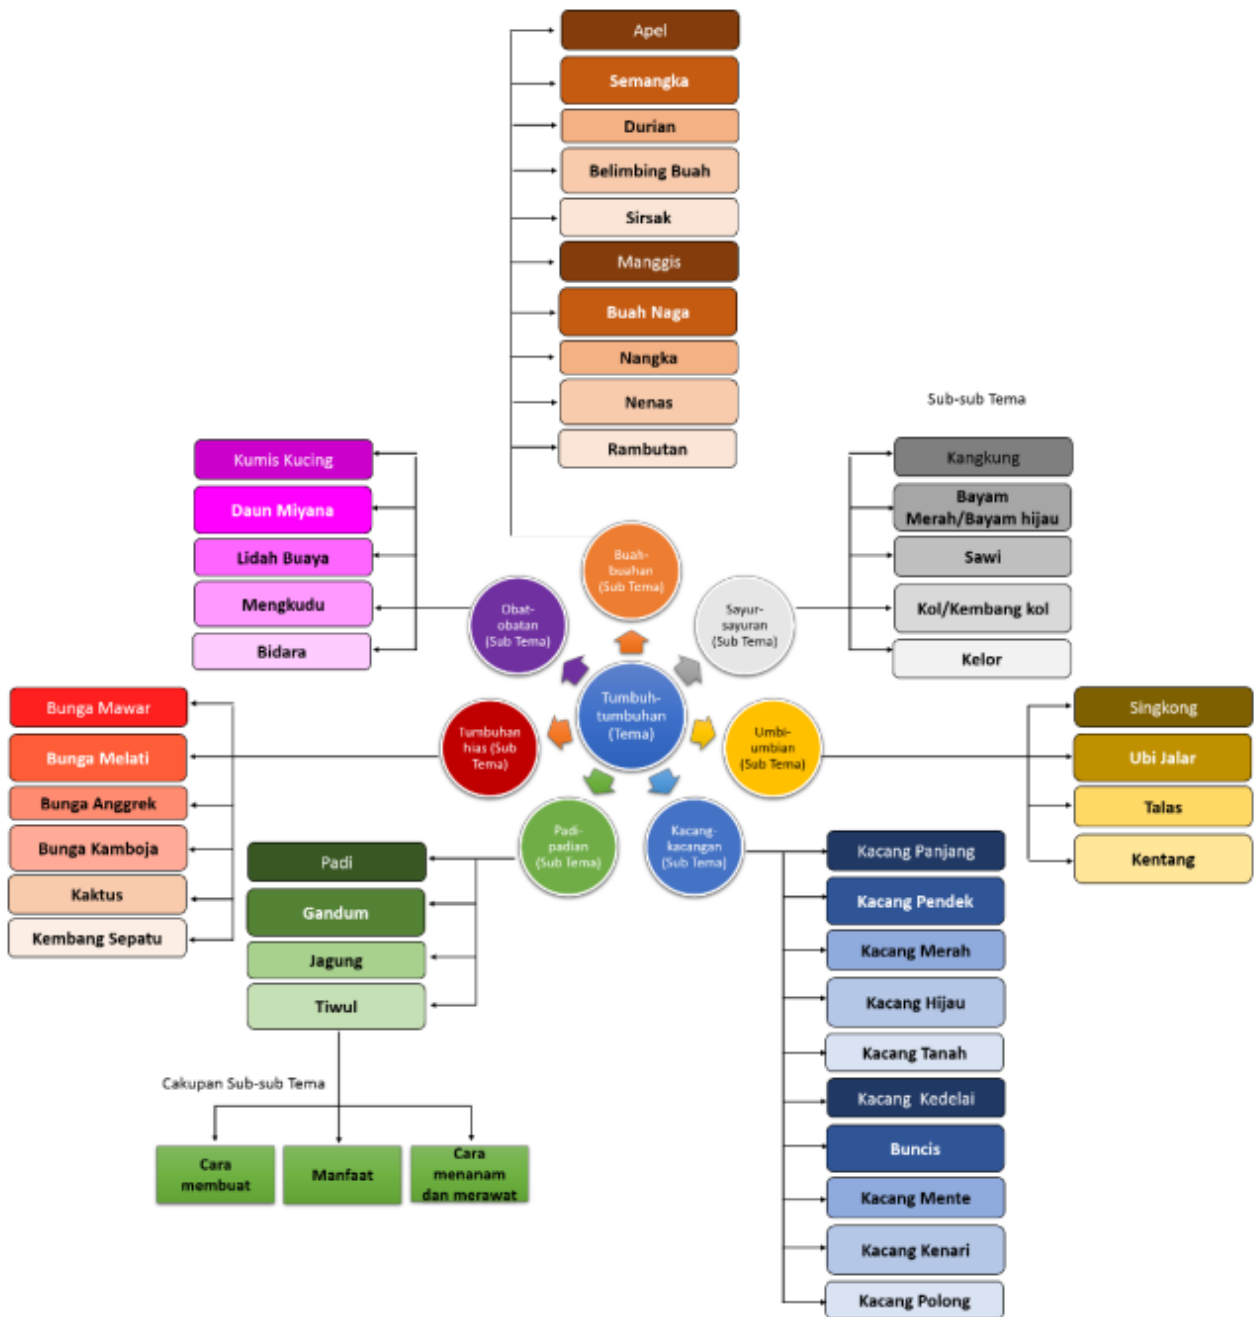 Apel
Semangka
Durian
Belimbing Buah
Sirsak
Manggis
Buah Naga
Nangka
Nenas
Rambutan
Sub-sub Tema
Kumis Kucing
Daun Miyana
Lidah Buaya
Mengkudu
Bidara
Kangkung
Bayam
Merah/Bayam hijau
Sawi
Kol/Kembang kol
Kelor
Buah-
buahan
(Sub Tema)
Obat-
obatan
(Sub Tema)
Sayur-
sayuran
(Sub Tema)
Tumbuh-
tumbuhan
(Tema)
Tumbuhan
hias (Sub
Tema)
Umbi-
umbian
(Sub Tema)
Padi-
padian
(Sub Tema)
Kacang-
kacangan
(Sub Tema)
Bunga Mawar
Bunga Melati
Bunga Anggrek
Bunga Kamboja
Kaktus
Kembang Sepatu
Singkong
Ubi Jalar
Talas
Kentang
Padi
Gandum
Jagung
Tiwul
Cakupan Sub-sub Tema
Cara
membuat
Manfaat
Cara
menanam
dan merawat
Kacang Panjang
Kacang Pendek
Kacang Merah
Kacang Hijau
Kacang Tanah
Kacang  Kedelai
Buncis
Kacang Mente
Kacang Kenari
Kacang Polong